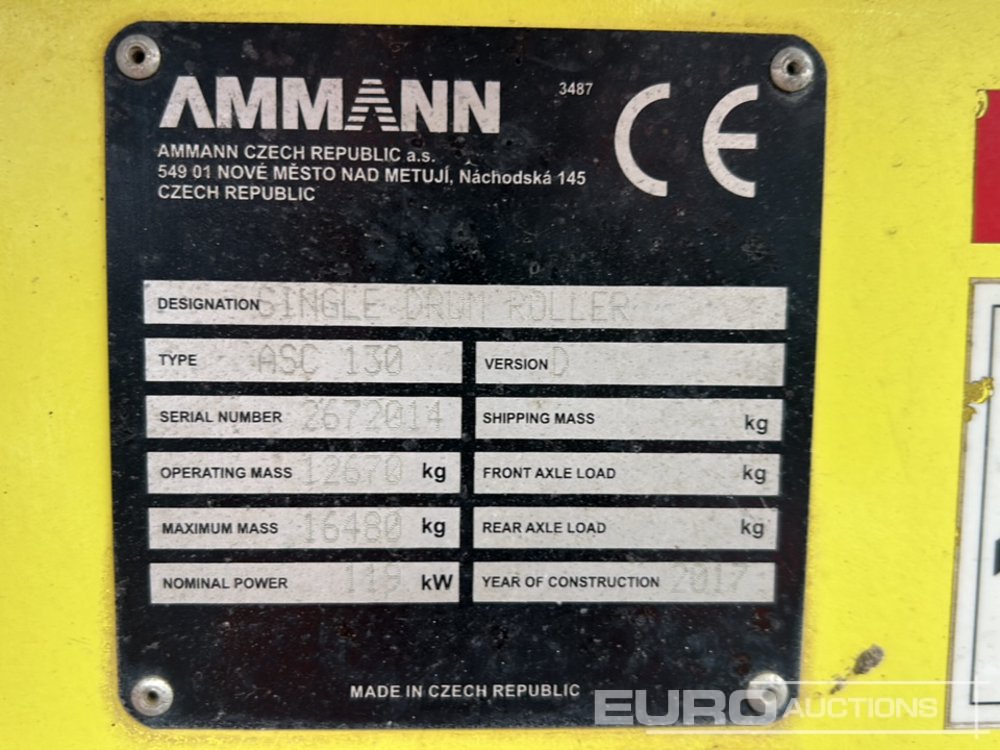 AMMANN
3487
CE
AMMANN CZECH REPUBLIC a.s.
549 01 NOVÉ MĚSTO NAD METUJÍ, Náchodská 145
CZECH REPUBLIC
DESIGNATION SINGLE DRUM ROLLER
TYPE ASC 130
VERSION D
SERIAL NUMBER 2672014
SHIPPING MASS kg
OPERATING MASS 12670 kg
FRONT AXLE LOAD kg
MAXIMUM MASS 16480 kg
REAR AXLE LOAD kg
NOMINAL POWER 119 kW
YEAR OF CONSTRUCTION 2017
MADE IN CZECH REPUBLIC
EURO AUCTIONS